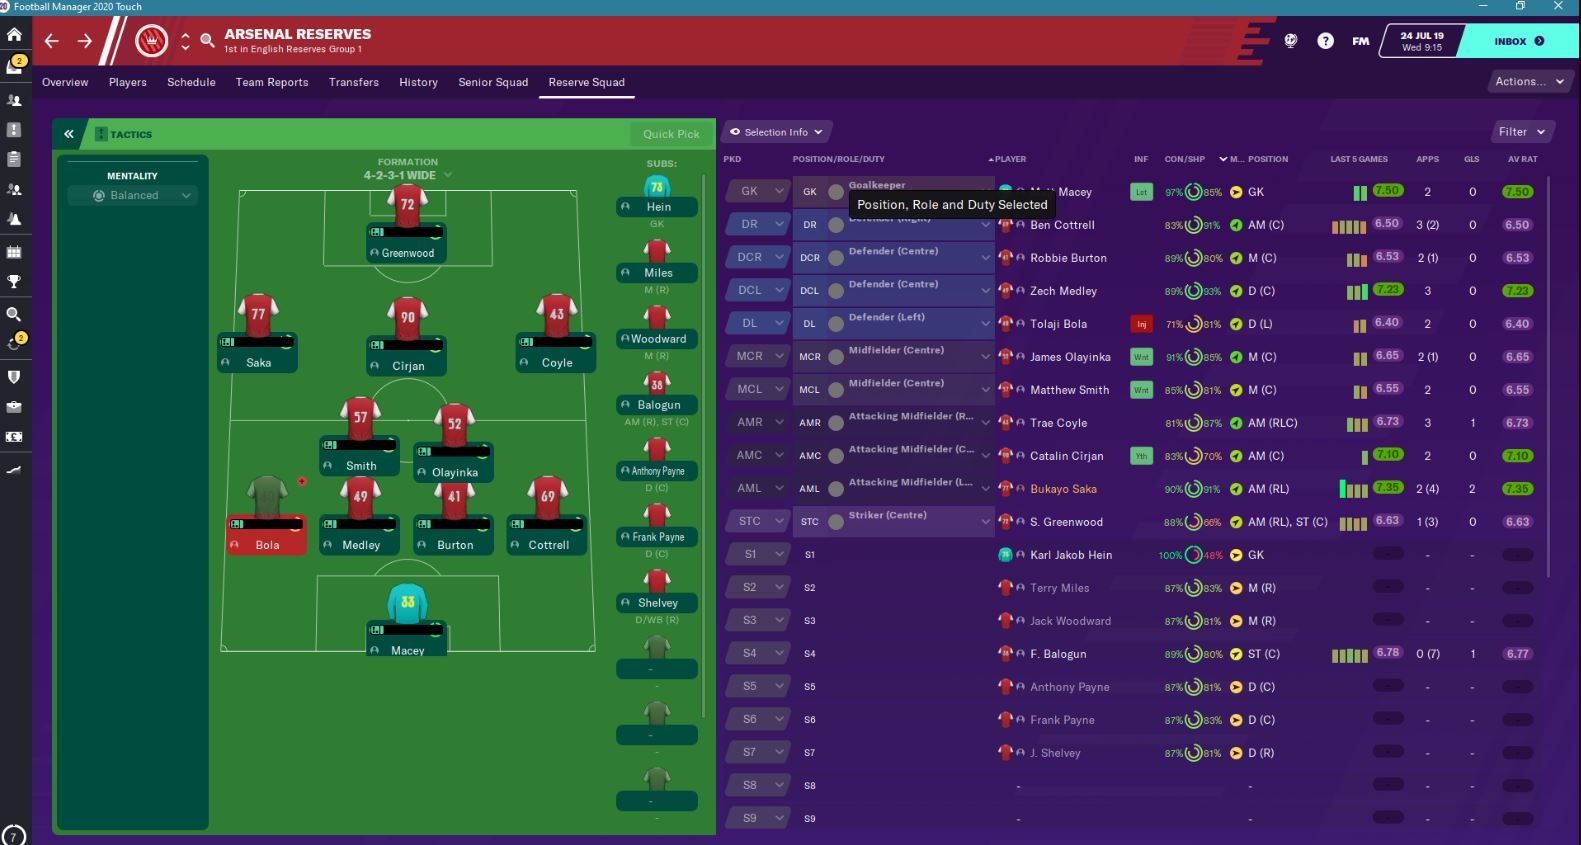 Football Manager 2020 Touch
ARSENAL RESERVES
1st in English Reserves Group 1
FM
24 JUL 19
Wed 9:15
INBOX
2
Overview Players Schedule Team Reports Transfers History Senior Squad Reserve Squad
Actions...
TACTICS
Quick Pick
MENTALITY
Balanced
FORMATION
4-2-3-1 WIDE
72
Greenwood
77
Saka
90
Cîrjan
43
Coyle
57
Smith
52
Olayinka
Bola
49
Medley
41
Burton
69
Cottrell
33
Macey
SUBS:
73
Hein
GK
Miles
M (R)
Woodward
M (R)
38
Balogun
AM (R), ST (C)
Anthony Payne
D (C)
Frank Payne
D (C)
Shelvey
D/WB (R)
-
-
-
-
-
-
Selection Info
Filter
PKD POSITION/ROLE/DUTY PLAYER INF CON/SHP M... POSITION LAST 5 GAMES APPS GLS AV RAT
GK GK Goalkeeper Macey Lst 97% 85% GK 7.50 2 0 7.50
Position, Role and Duty Selected
DR DR Defender (Right) Ben Cottrell 83% 91% AM (C) 6.50 3 (2) 0 6.50
DCR DCR Defender (Centre) Robbie Burton 89% 80% M (C) 6.53 2 (1) 0 6.53
DCL DCL Defender (Centre) Zech Medley 89% 93% D (C) 7.23 3 0 7.23
DL DL Defender (Left) Tolaji Bola Inj 71% 81% D (L) 6.40 2 0 6.40
MCR MCR Midfielder (Centre) James Olayinka Wnt 91% 85% M (C) 6.65 2 (1) 0 6.65
MCL MCL Midfielder (Centre) Matthew Smith Wnt 85% 81% M (C) 6.55 2 0 6.55
AMR AMR Attacking Midfielder (R... Trae Coyle 81% 87% AM (RLC) 6.73 3 1 6.73
AMC AMC Attacking Midfielder (C... Catalin Cîrjan Yth 83% 70% AM (C) 7.10 2 0 7.10
AML AML Attacking Midfielder (L... Bukayo Saka 90% 91% AM (RL) 7.35 2 (4) 2 7.35
STC STC Striker (Centre) S. Greenwood 88% 66% AM (RL), ST (C) 6.63 1 (3) 0 6.63
S1 S1 Karl Jakob Hein 100% 48% GK - - - -
S2 S2 Terry Miles 87% 83% M (R) - - - -
S3 S3 Jack Woodward 87% 81% M (R) - - - -
S4 S4 F. Balogun 89% 80% ST (C) 6.78 0 (7) 1 6.77
S5 S5 Anthony Payne 87% 81% D (C) - - - -
S6 S6 Frank Payne 87% 83% D (C) - - - -
S7 S7 J. Shelvey 87% 81% D (R) - - - -
S8 S8 - - - - - -
S9 S9 - - - - - -
2
7